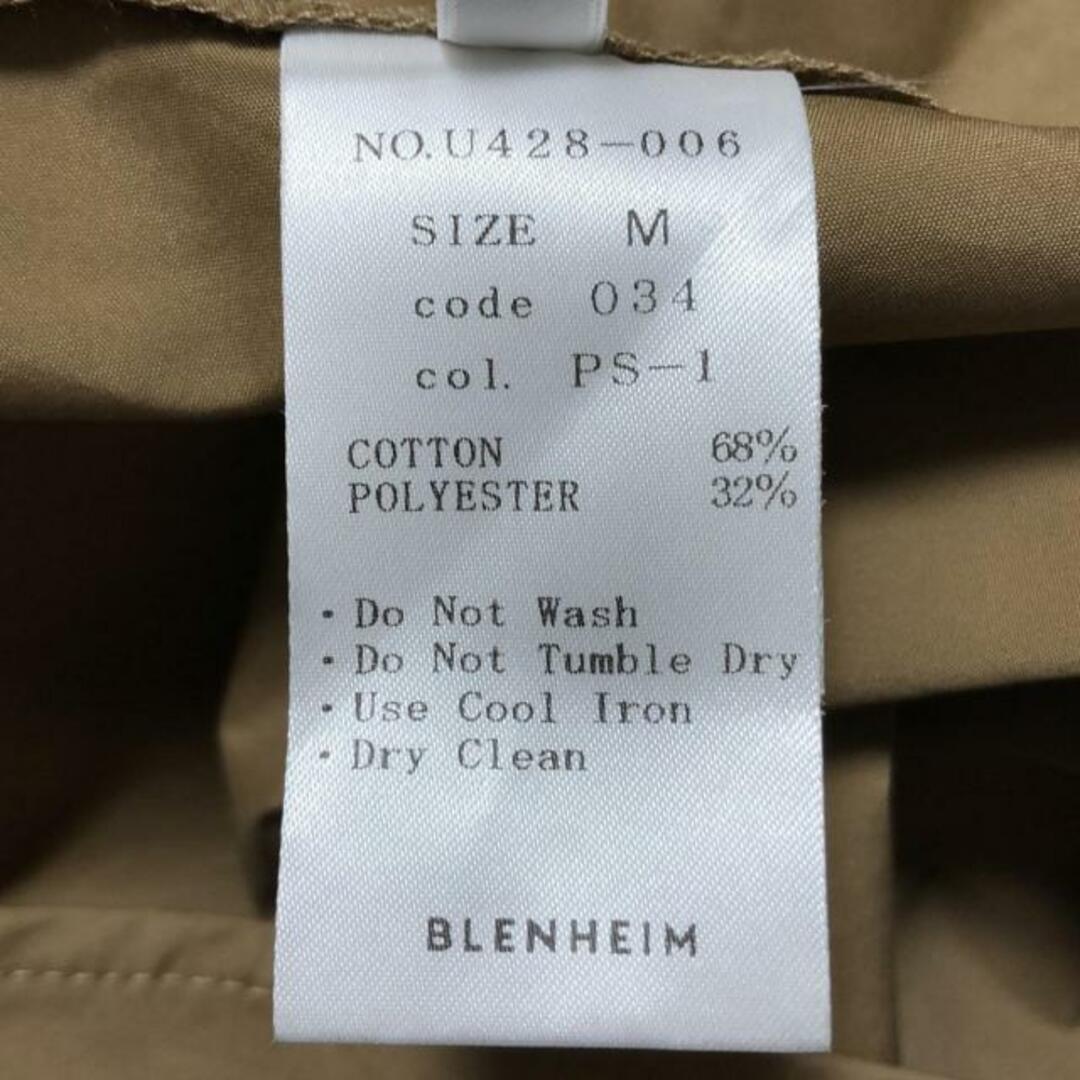 NO.U428-006
SIZE M
code 034
col. PS-1
COTTON 68%
POLYESTER 32%
・Do Not Wash
・Do Not Tumble Dry
・Use Cool Iron
・Dry Clean
BLENHEIM